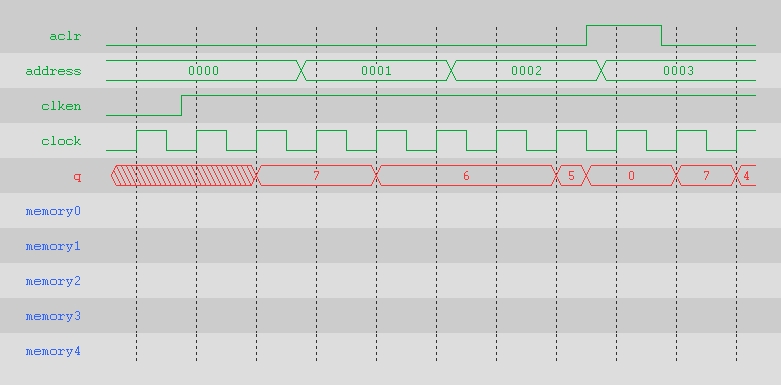 aclr
address 0000 0001 0002 0003
clken
clock
q 7 6 5 0 7 4
memory0
memory1
memory2
memory3
memory4